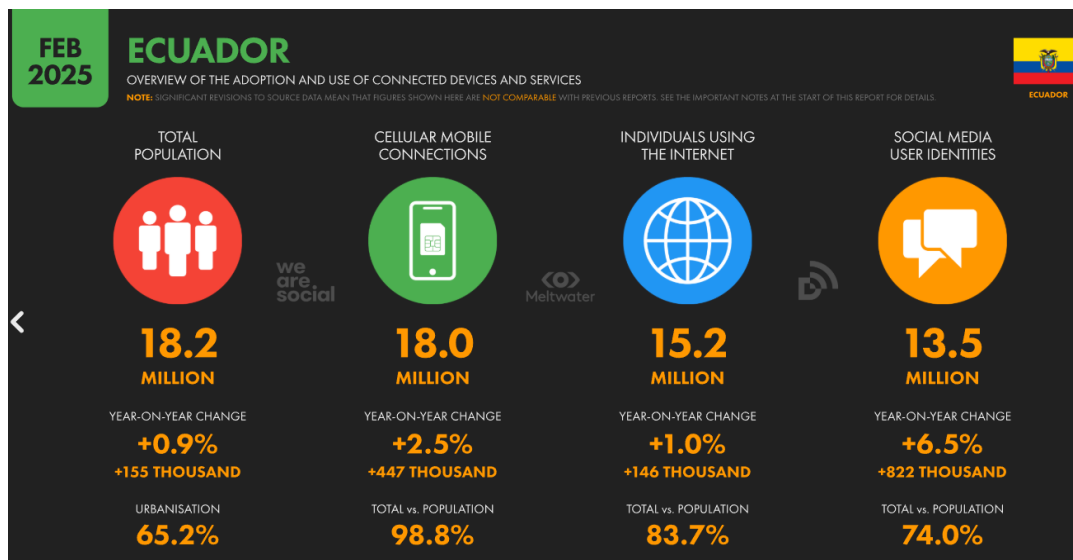 FEB
2025
ECUADOR
OVERVIEW OF THE ADOPTION AND USE OF CONNECTED DEVICES AND SERVICES
NOTE: SIGNIFICANT REVISIONS TO SOURCE DATA MEAN THAT FIGURES SHOWN HERE ARE NOT COMPARABLE WITH PREVIOUS REPORTS. SEE THE IMPORTANT NOTES AT THE START OF THIS REPORT FOR DETAILS.
ECUADOR
TOTAL
POPULATION
CELLULAR MOBILE
CONNECTIONS
INDIVIDUALS USING
THE INTERNET
SOCIAL MEDIA
USER IDENTITIES
we
are
social
Meltwater
18.2
MILLION
18.0
MILLION
15.2
MILLION
13.5
MILLION
YEAR-ON-YEAR CHANGE
+0.9%
+155 THOUSAND
YEAR-ON-YEAR CHANGE
+2.5%
+447 THOUSAND
YEAR-ON-YEAR CHANGE
+1.0%
+146 THOUSAND
YEAR-ON-YEAR CHANGE
+6.5%
+822 THOUSAND
URBANISATION
65.2%
TOTAL vs. POPULATION
98.8%
TOTAL vs. POPULATION
83.7%
TOTAL vs. POPULATION
74.0%